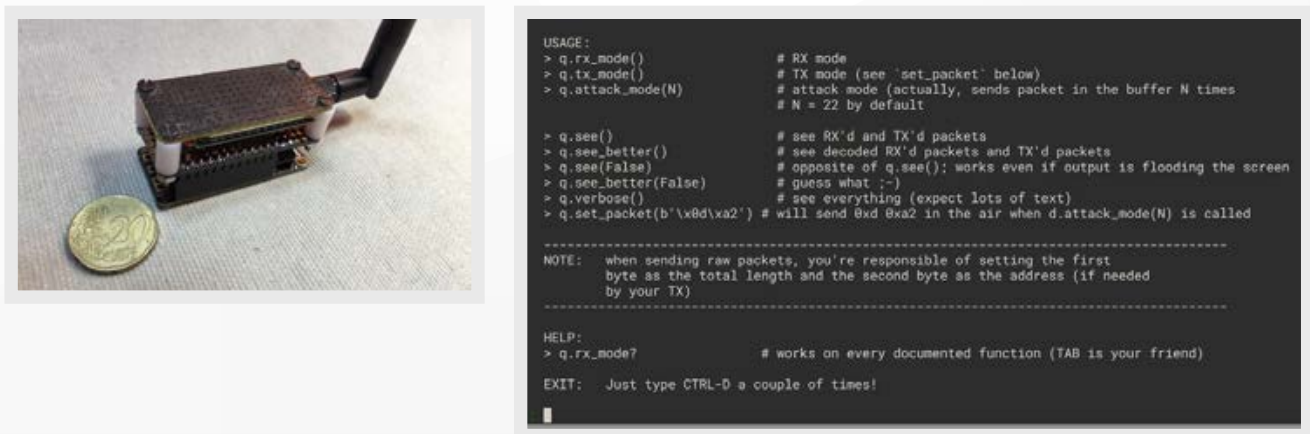 USAGE:
> q.rx_mode() # RX mode
> q.tx_mode() # TX mode (see `set_packet` below)
> q.attack_mode(N) # attack mode (actually, sends packet in the buffer N times
# N = 22 by default
> q.see() # see RX'd and TX'd packets
> q.see_better() # see decoded RX'd packets and TX'd packets
> q.see(False) # opposite of q.see(); works even if output is flooding the screen
> q.see_better(False) # guess what ;-)
> q.verbose() # see everything (expect lots of text)
> q.set_packet(b'\x0d\xa2') # will send 0xd 0xa2 in the air when d.attack_mode(N) is called
--------------------------------------------------------------------------------
NOTE: when sending raw packets, you're responsible of setting the first
byte as the total length and the second byte as the address (if needed
by your TX)
--------------------------------------------------------------------------------
HELP:
> q.rx_mode? # works on every documented function (TAB is your friend)
EXIT: Just type CTRL-D a couple of times!